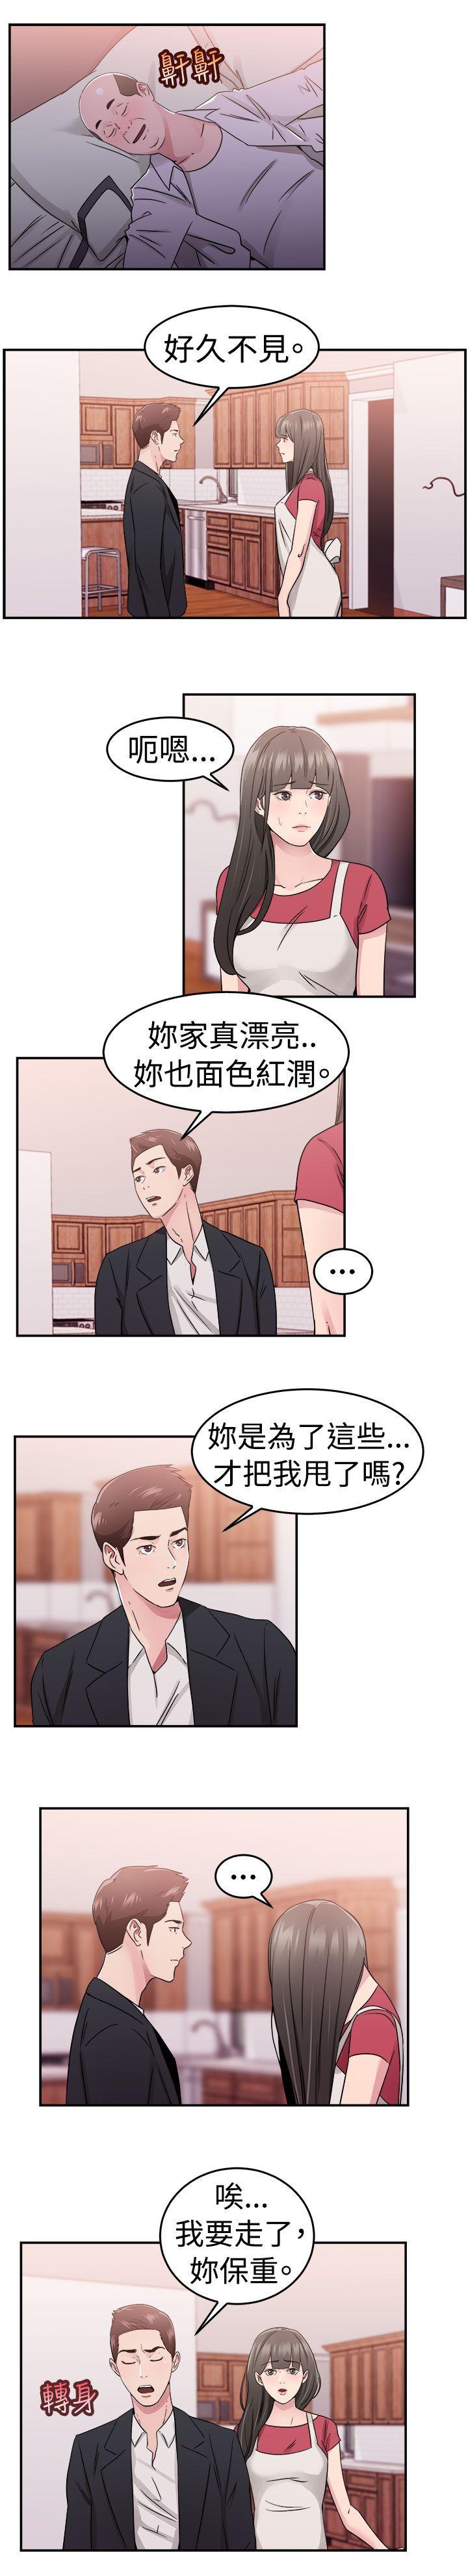 鼾鼾
好久不見。
呃嗯...
妳家真漂亮..
妳也面色紅潤。
...
妳是為了這些...
才把我甩了嗎?
...
唉...
我要走了,
妳保重。
轉身